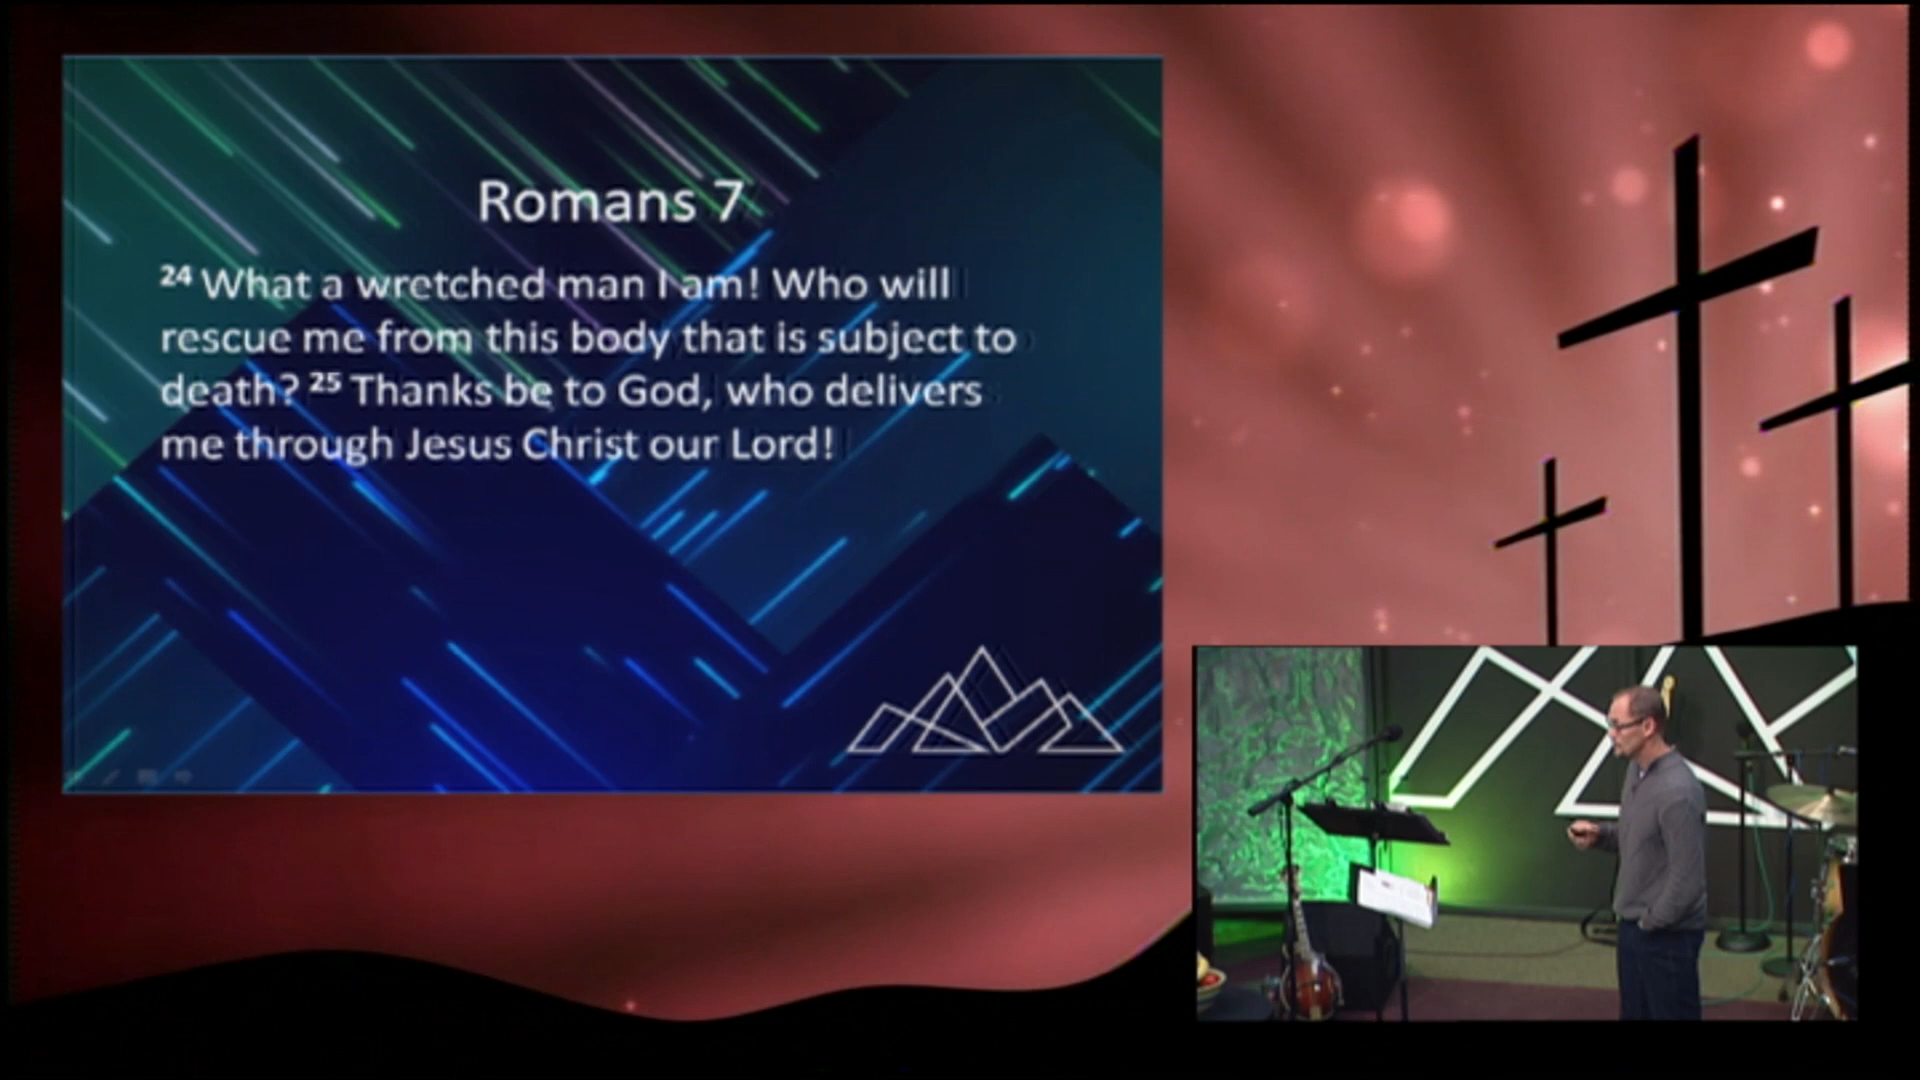 Romans 7
24 What a wretched man I am! Who will
rescue me from this body that is subject to
death? 25 Thanks be to God, who delivers
me through Jesus Christ our Lord!